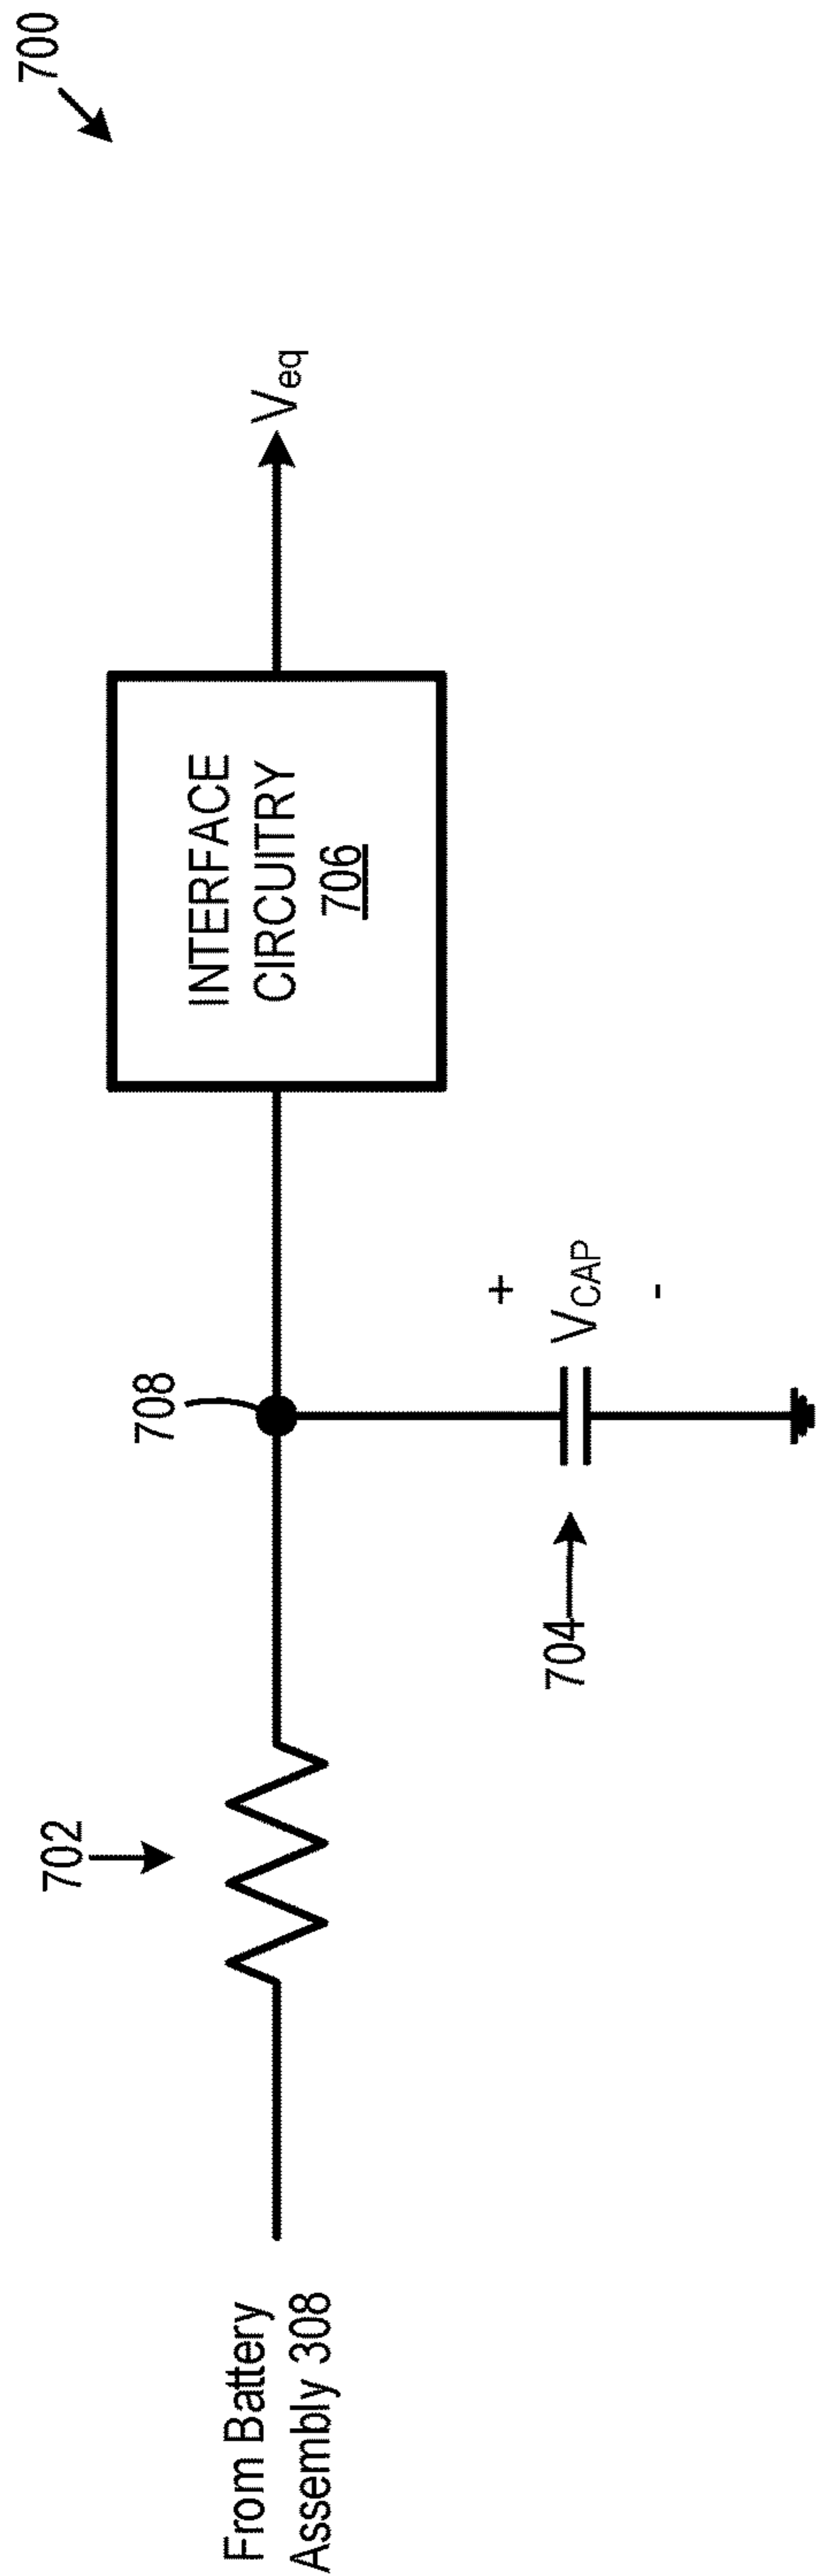 700
702
708
From Battery
Assembly 308
INTERFACE
CIRCUITRY
706
Veq
704
+
VCAP
-